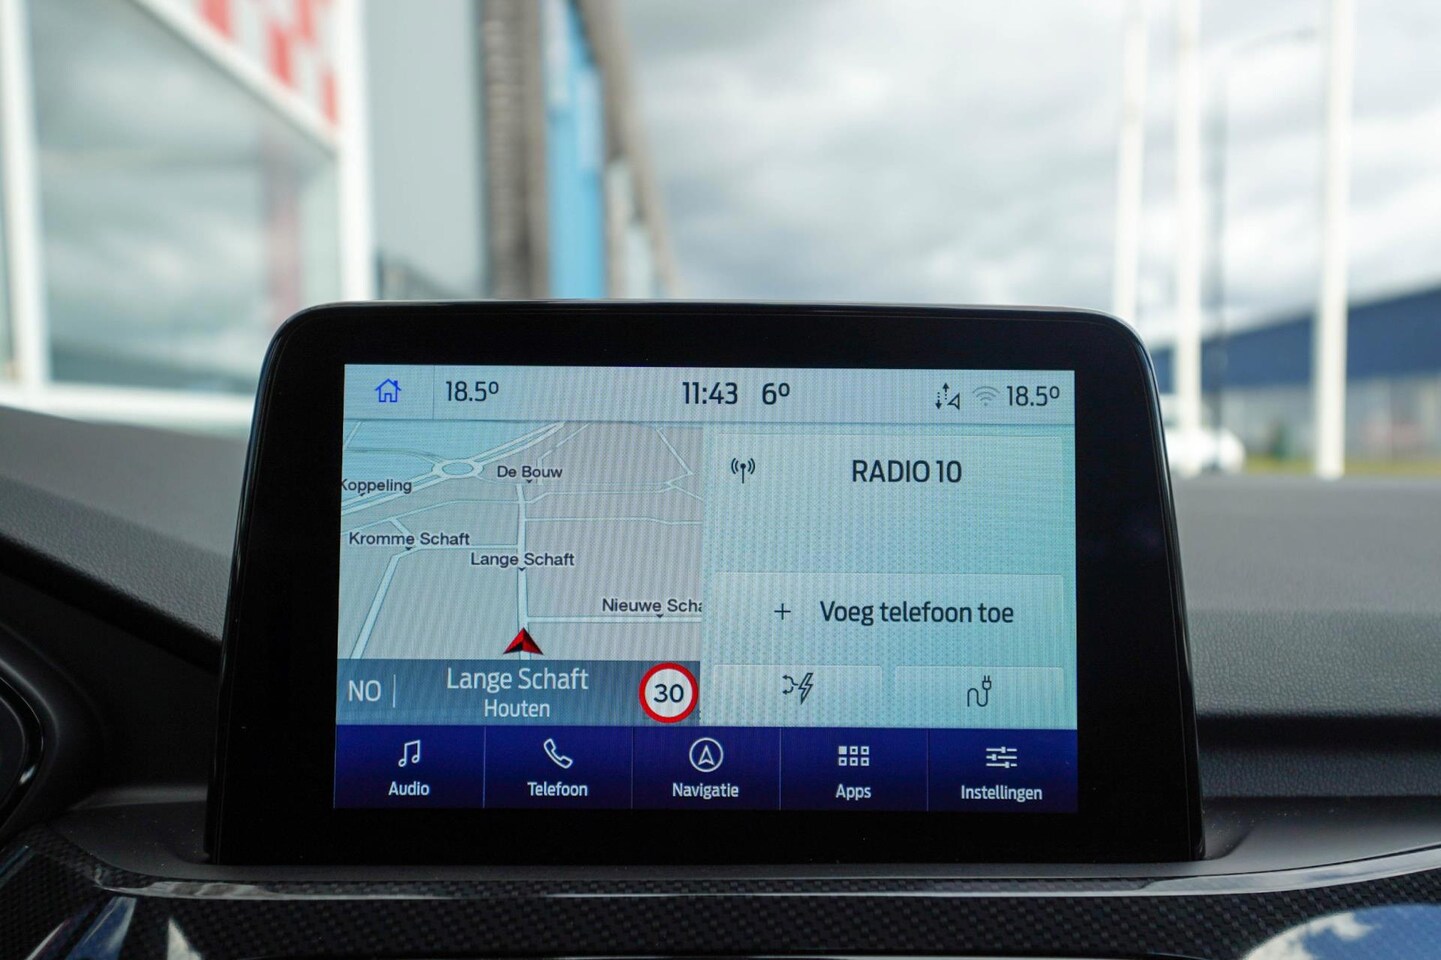 18.5º
11:43 6º
18.5º
De Bouw
Koppeling
Kromme Schaft
Lange Schaft
Nieuwe Scha
NO
Lange Schaft
Houten
30
RADIO 10
+ Voeg telefoon toe
Audio
Telefoon
Navigatie
Apps
Instellingen